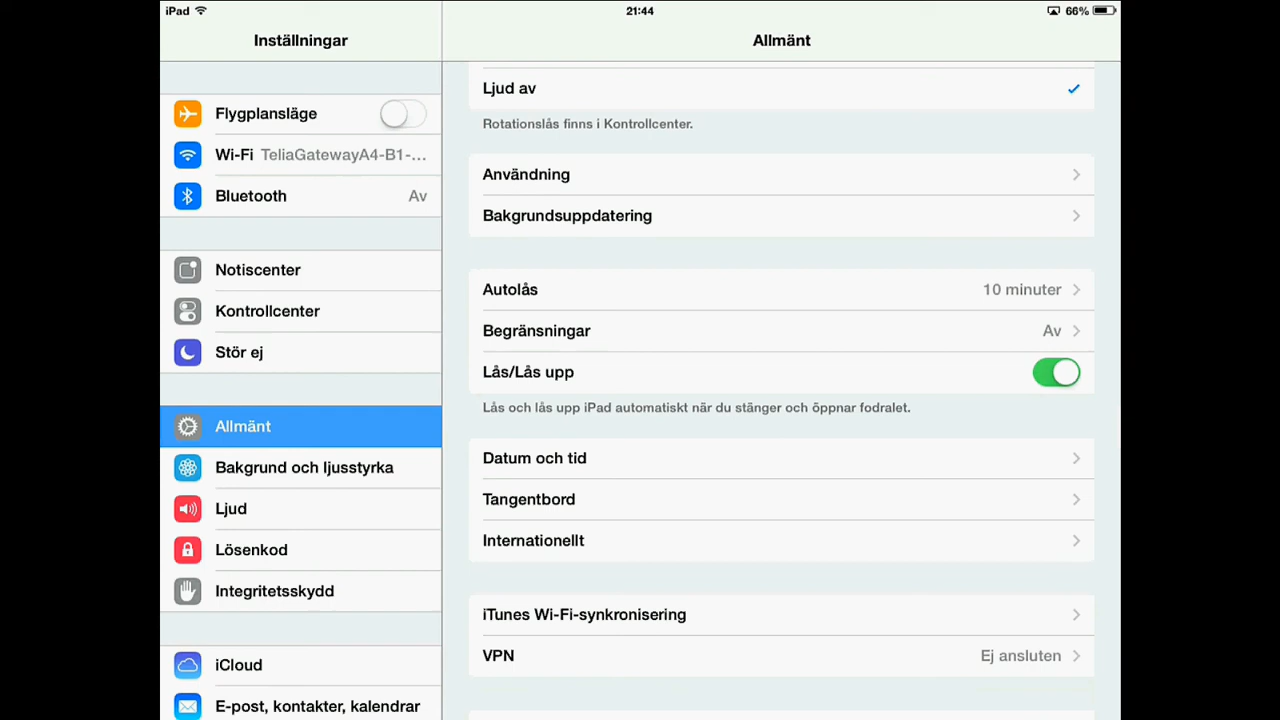 iPad
21:44
66%
Inställningar
Allmänt
Flygplansläge
Wi-Fi TeliaGatewayA4-B1-...
Bluetooth Av
Notiscenter
Kontrollcenter
Stör ej
Allmänt
Bakgrund och ljusstyrka
Ljud
Lösenkod
Integritetsskydd
iCloud
E-post, kontakter, kalendrar
Ljud av
Rotationslås finns i Kontrollcenter.
Användning
Bakgrundsuppdatering
Autolås 10 minuter
Begränsningar Av
Lås/Lås upp
Lås och lås upp iPad automatiskt när du stänger och öppnar fodralet.
Datum och tid
Tangentbord
Internationellt
iTunes Wi-Fi-synkronisering
VPN Ej ansluten